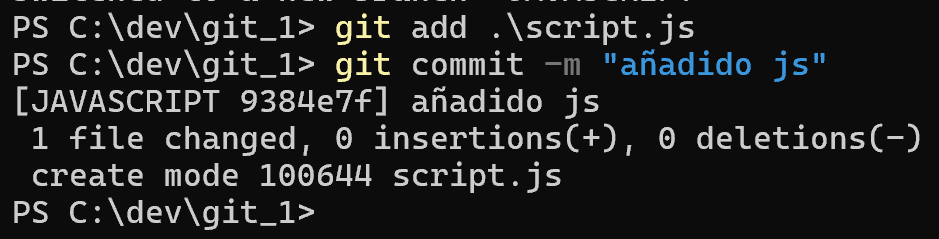 PS C:\dev\git_1> git add .\script.js
PS C:\dev\git_1> git commit -m "añadido js"
[JAVASCRIPT 9384e7f] añadido js
 1 file changed, 0 insertions(+), 0 deletions(-)
 create mode 100644 script.js
PS C:\dev\git_1>